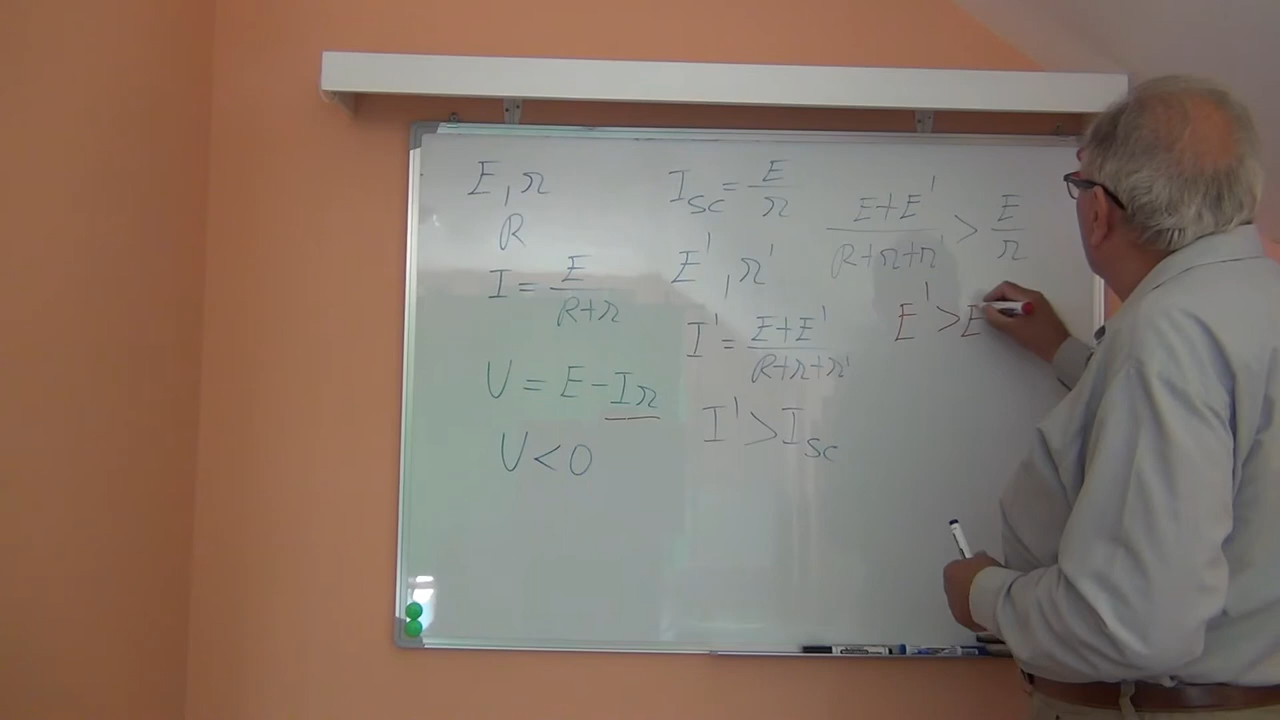 E, r
R
I = E/(R+r)
U = E - Ir
U < 0
I_SC = E/r
E', r'
I' = (E+E')/(R+r+r')
I' > I_SC
(E+E')/(R+r+r') > E/r
E' > E